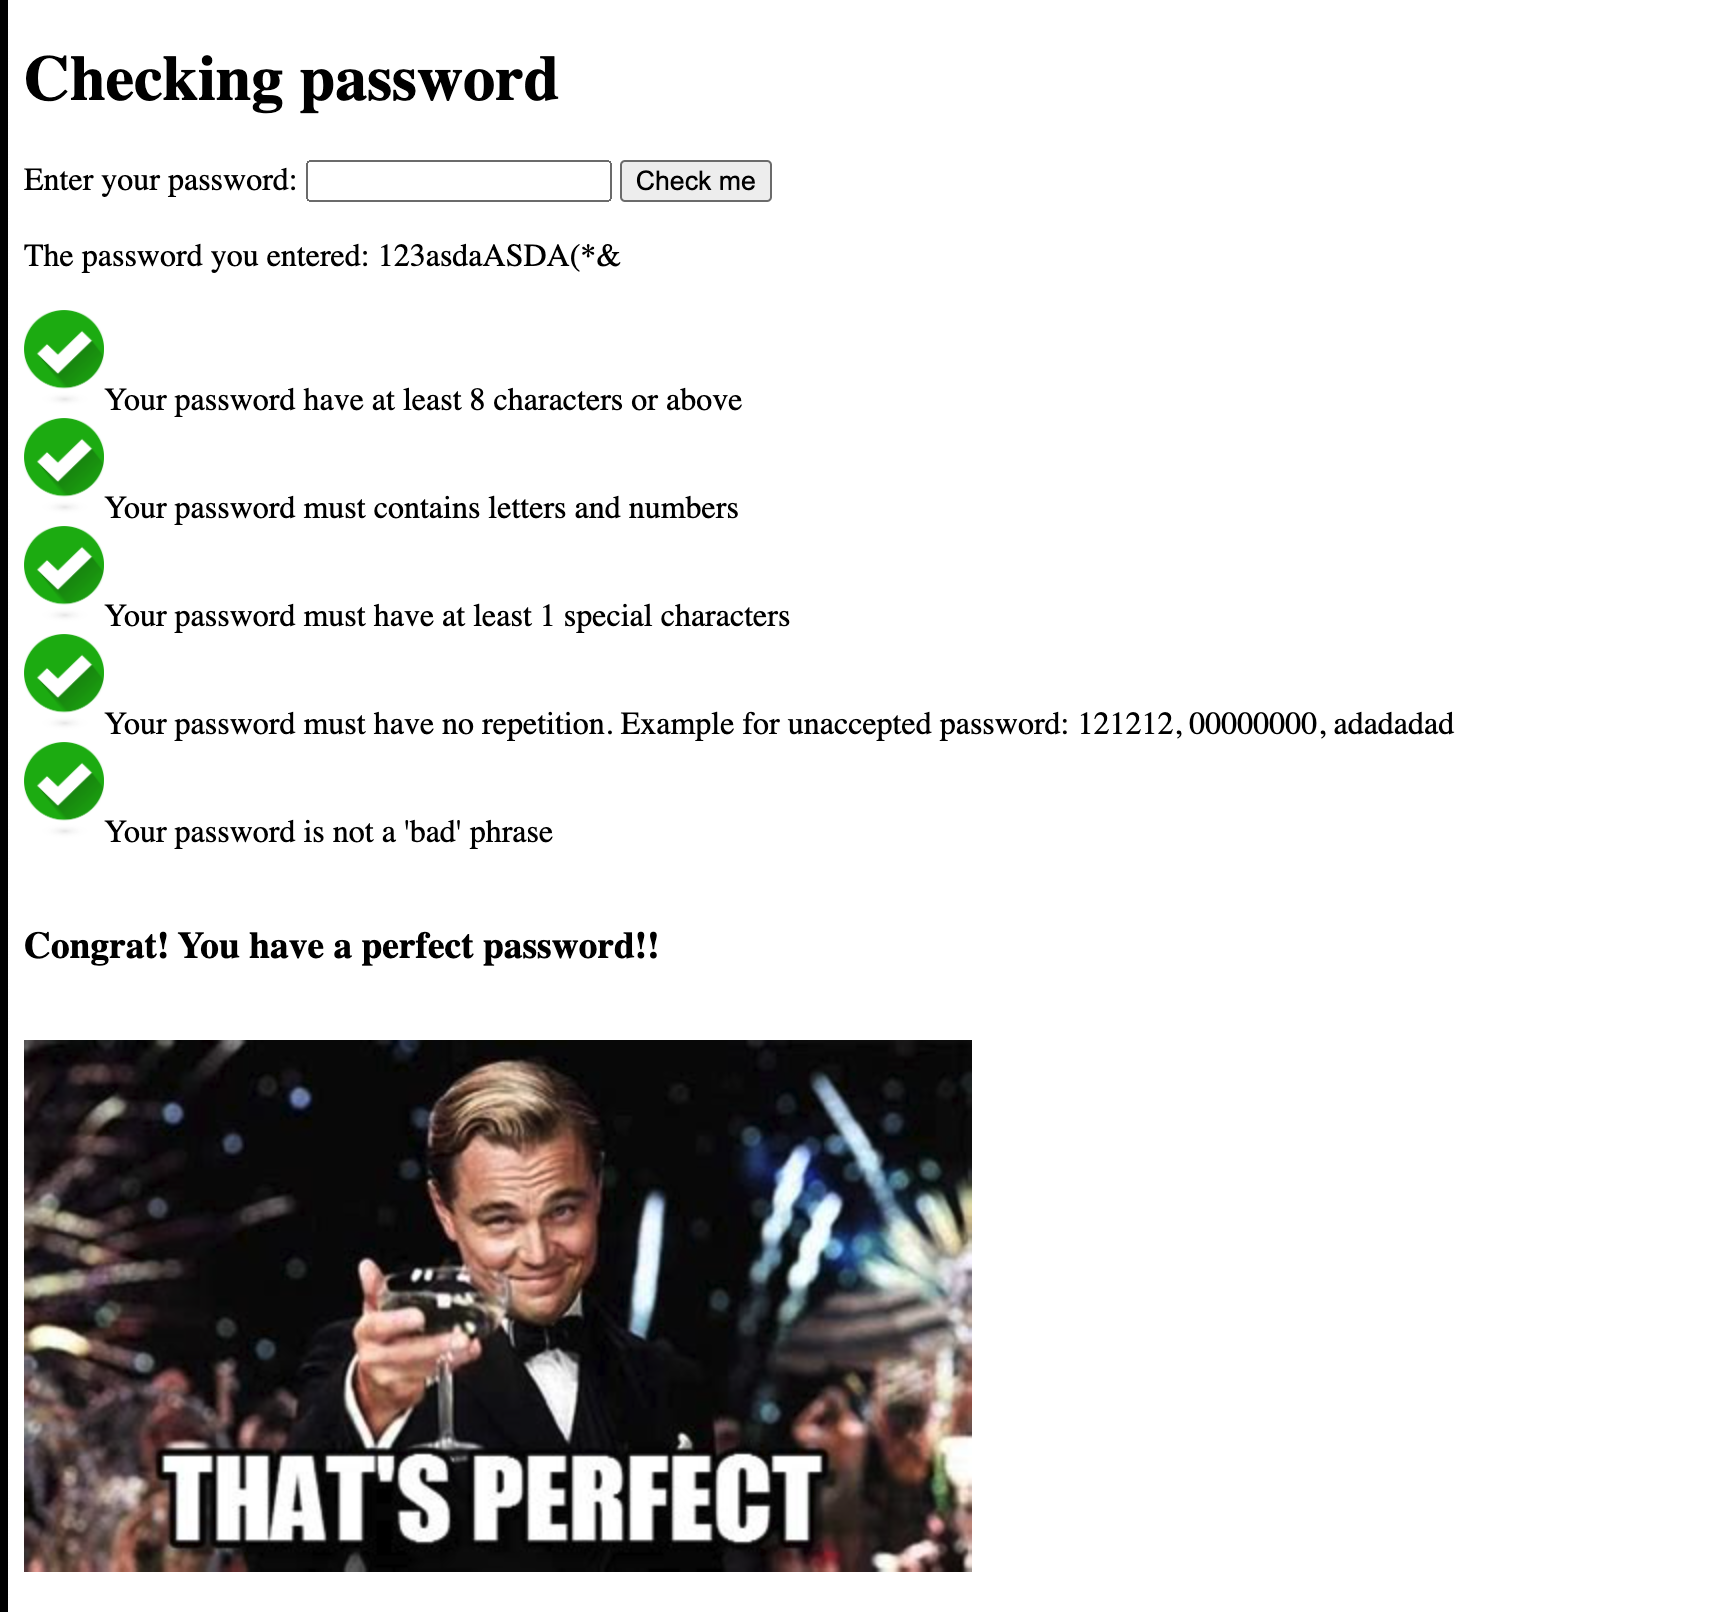 Checking password
Enter your password: Check me
The password you entered: 123asdaASDA(*&
Your password have at least 8 characters or above
Your password must contains letters and numbers
Your password must have at least 1 special characters
Your password must have no repetition. Example for unaccepted password: 121212, 00000000, adadadad
Your password is not a 'bad' phrase
Congrat! You have a perfect password!!
THAT'S PERFECT